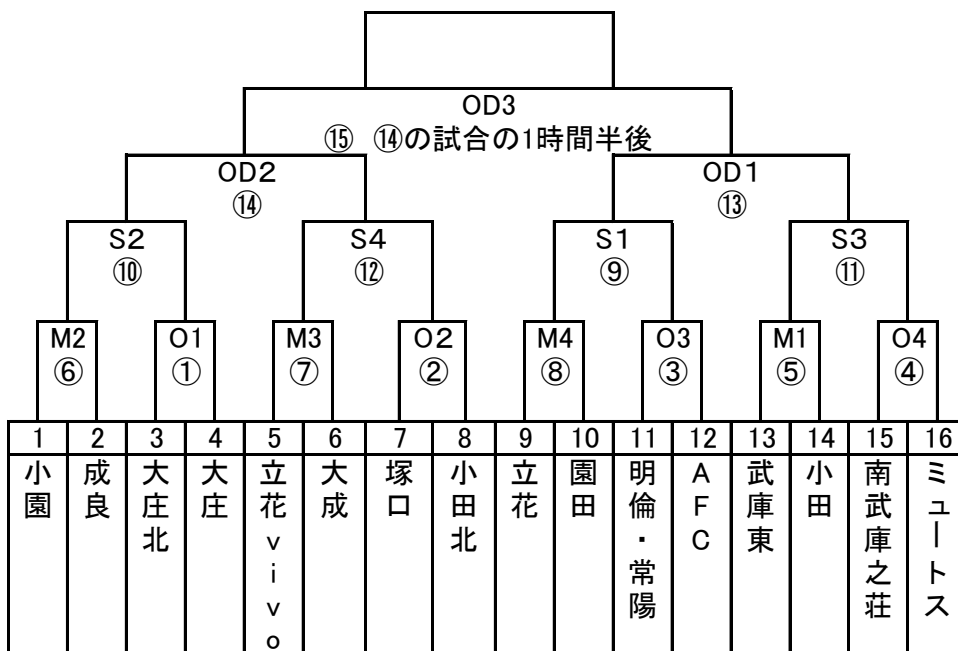 OD3
⑮ ⑭の試合の1時間半後
OD2 OD1
⑭ ⑬
S2 S4 S1 S3
⑩ ⑫ ⑨ ⑪
M2 O1 M3 O2 M4 O3 M1 O4
⑥ ① ⑦ ② ⑧ ③ ⑤ ④
1 2 3 4 5 6 7 8 9 10 11 12 13 14 15 16
小園
成良
大庄北
大庄
立花vivo
大成
塚口
小田北
立花
園田
明倫・常陽
AFC
武庫東
小田
南武庫之荘
ミュートス